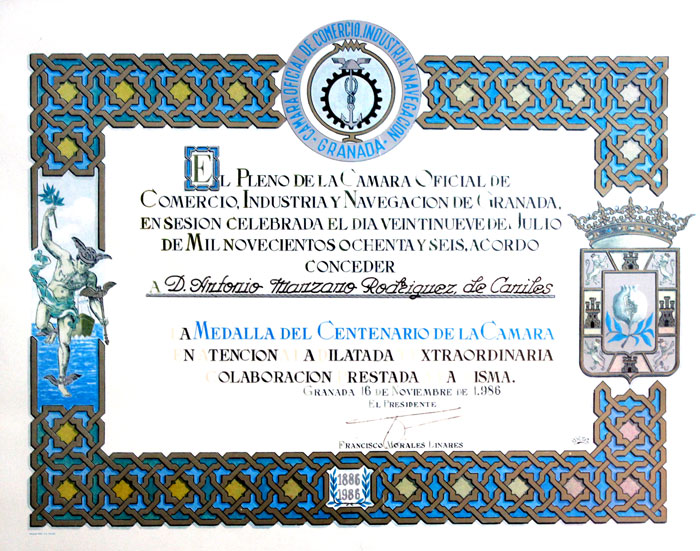 CAMARA OFICIAL DE COMERCIO, INDUSTRIA Y NAVEGACION
· GRANADA ·
EL PLENO DE LA CAMARA OFICIAL DE
COMERCIO, INDUSTRIA Y NAVEGACION DE GRANADA,
EN SESION CELEBRADA EL DIA VEINTINUEVE DE JULIO
DE MIL NOVECIENTOS OCHENTA Y SEIS, ACORDO
CONCEDER
A D. Antonio Manzano Rodriguez, de Caniles
LA MEDALLA DEL CENTENARIO DE LA CAMARA
EN ATENCION A LA DILATADA Y EXTRAORDINARIA
COLABORACION PRESTADA A LA MISMA.
GRANADA 16 DE NOVIEMBRE DE 1.986
EL PRESIDENTE
FRANCISCO MORALES LINARES
1886
1986